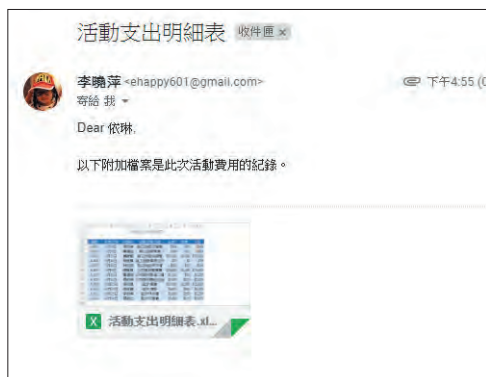 活動支出明細表 收件匣 x
李曉萍 <ehappy601@gmail.com> 下午4:55 (
寄給 我
Dear 依琳,
以下附加檔案是此次活動費用的紀錄。
X 活動支出明細表.xl...